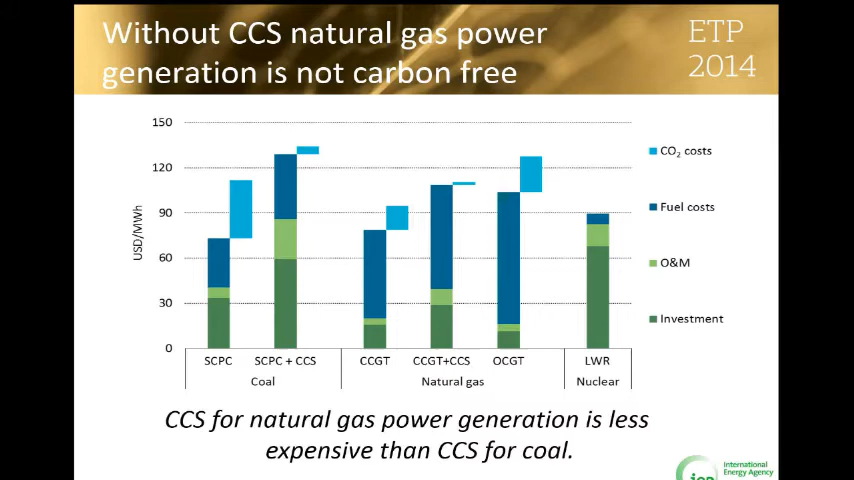 Without CCS natural gas power
generation is not carbon free
ETP
2014
150
120
90
60
30
0
USD/MWh
SCPC
SCPC + CCS
CCGT
CCGT+CCS
OCGT
LWR
Coal
Natural gas
Nuclear
CO₂ costs
Fuel costs
O&M
Investment
CCS for natural gas power generation is less
expensive than CCS for coal.
International
Energy Agency
iea